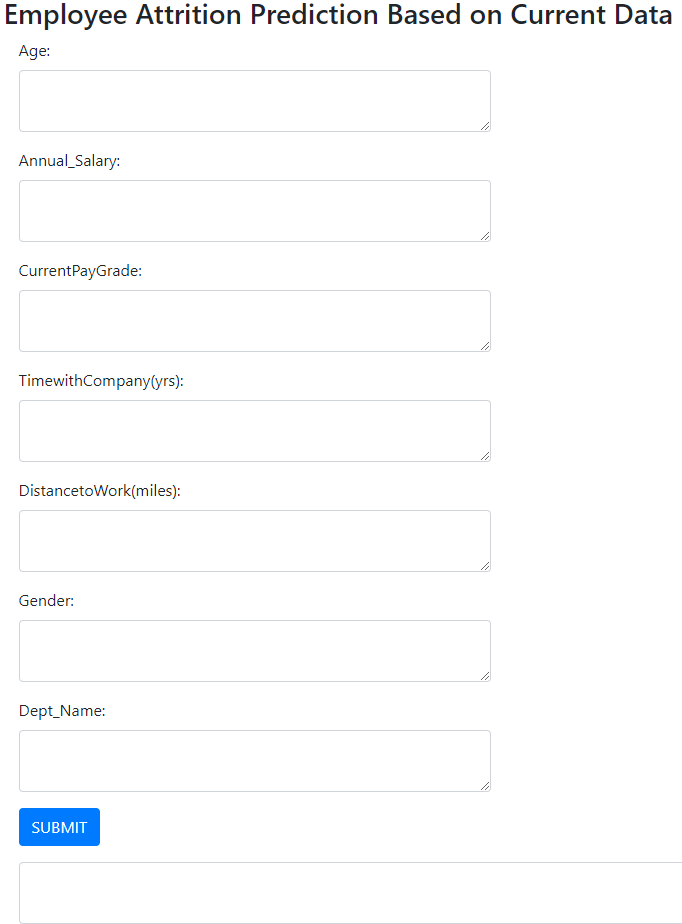 Employee Attrition Prediction Based on Current Data
Age:
Annual_Salary:
CurrentPayGrade:
TimewithCompany(yrs):
DistancetoWork(miles):
Gender:
Dept_Name:
SUBMIT